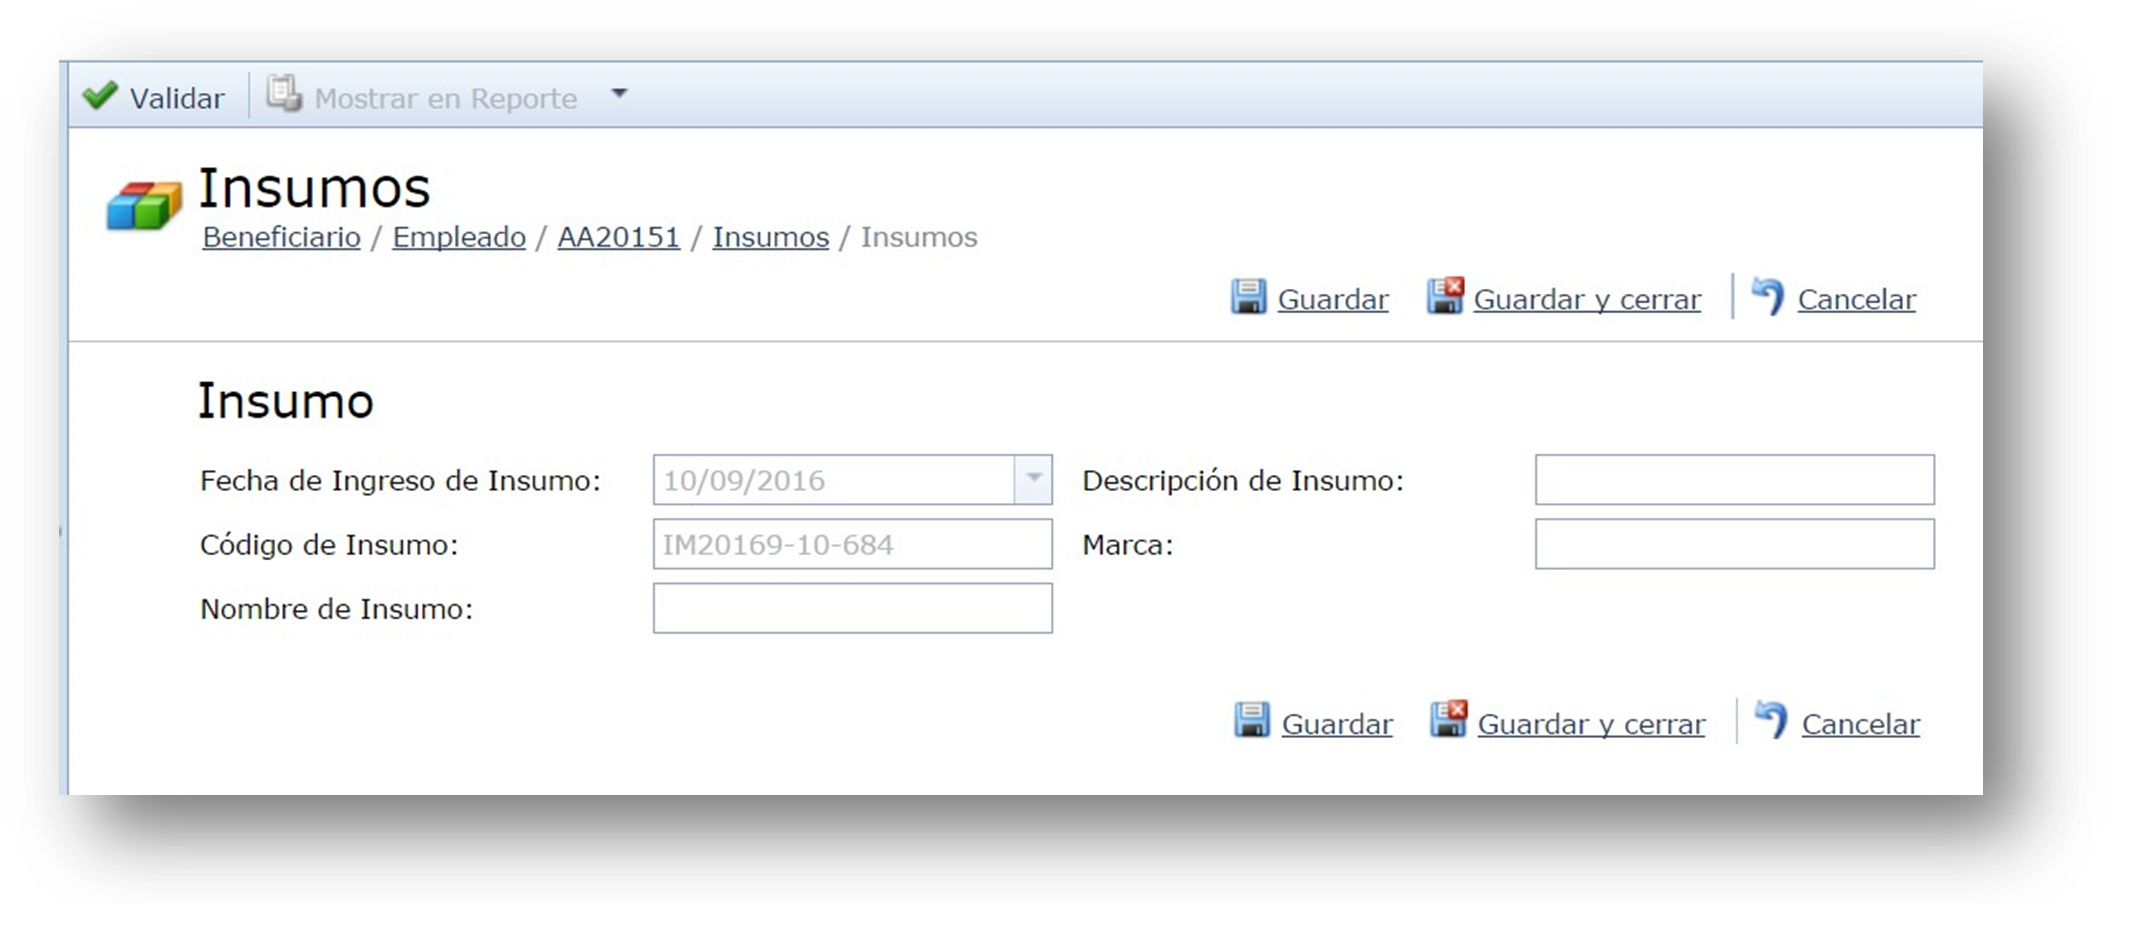 Validar Mostrar en Reporte
Insumos
Beneficiario / Empleado / AA20151 / Insumos / Insumos
Guardar Guardar y cerrar Cancelar
Insumo
Fecha de Ingreso de Insumo: 10/09/2016 Descripción de Insumo:
Código de Insumo: IM20169-10-684 Marca:
Nombre de Insumo:
Guardar Guardar y cerrar Cancelar